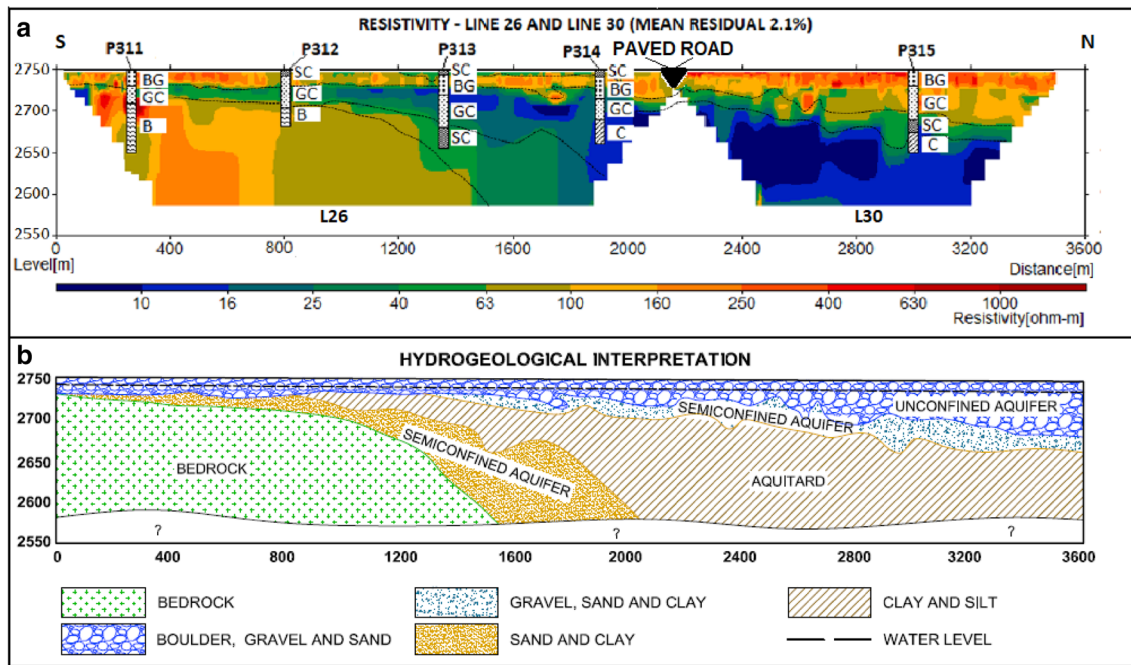 a
RESISTIVITY - LINE 26 AND LINE 30 (MEAN RESIDUAL 2.1%)
S P311 P312 P313 P314 PAVED ROAD P315 N
2750 SC SC SC
BG BG BG BG
2700 GC GC GC GC GC
B B SC C SC
2650 C
2600
L26 L30
2550
0 400 800 1200 1600 2000 2400 2800 3200 3600
Level[m] Distance[m]
10 16 25 40 63 100 160 250 400 630 1000
Resistivity[ohm-m]
b
HYDROGEOLOGICAL INTERPRETATION
2750
UNCONFINED AQUIFER
SEMICONFINED AQUIFER
2700
SEMICONFINED AQUIFER
2650
BEDROCK
AQUITARD
2600
? ? ?
2550
0 400 800 1200 1600 2000 2400 2800 3200 3600
BEDROCK GRAVEL, SAND AND CLAY CLAY AND SILT
BOULDER, GRAVEL AND SAND SAND AND CLAY WATER LEVEL